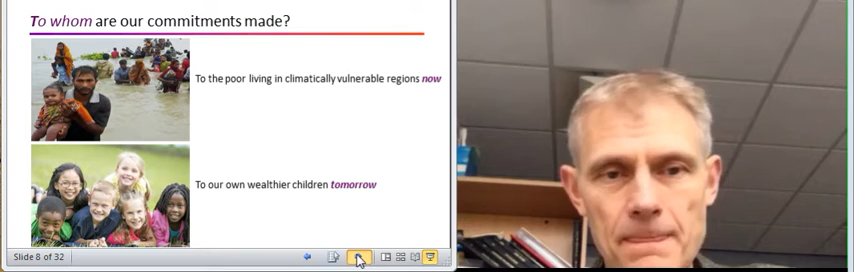 To whom are our commitments made?
To the poor living in climatically vulnerable regions now
To our own wealthier children tomorrow
Slide 8 of 32